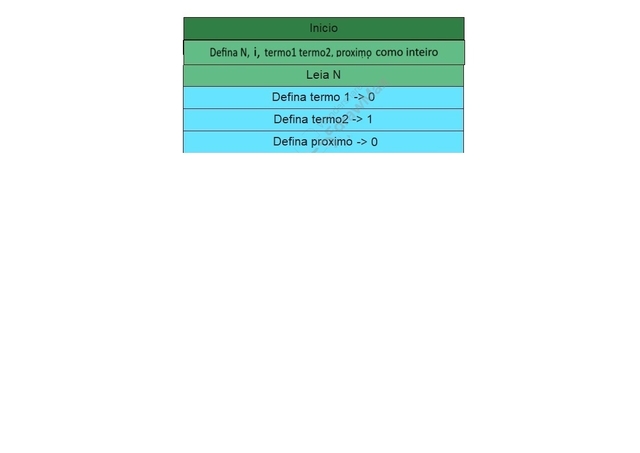 Inicio
Defina N, i, termo1 termo2, proximo como inteiro
Leia N
Defina termo 1 -> 0
Defina termo2 -> 1
Defina proximo -> 0